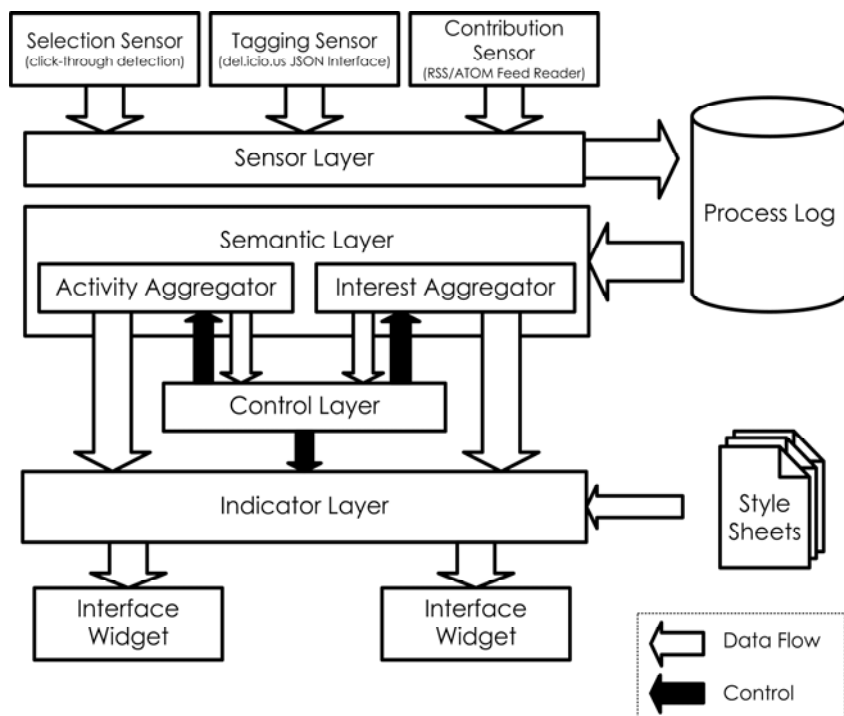 Selection Sensor
(click-through detection)
Tagging Sensor
(del.icio.us JSON Interface)
Contribution
Sensor
(RSS/ATOM Feed Reader)
Sensor Layer
Process Log
Semantic Layer
Activity Aggregator
Interest Aggregator
Control Layer
Indicator Layer
Style
Sheets
Interface
Widget
Interface
Widget
Data Flow
Control